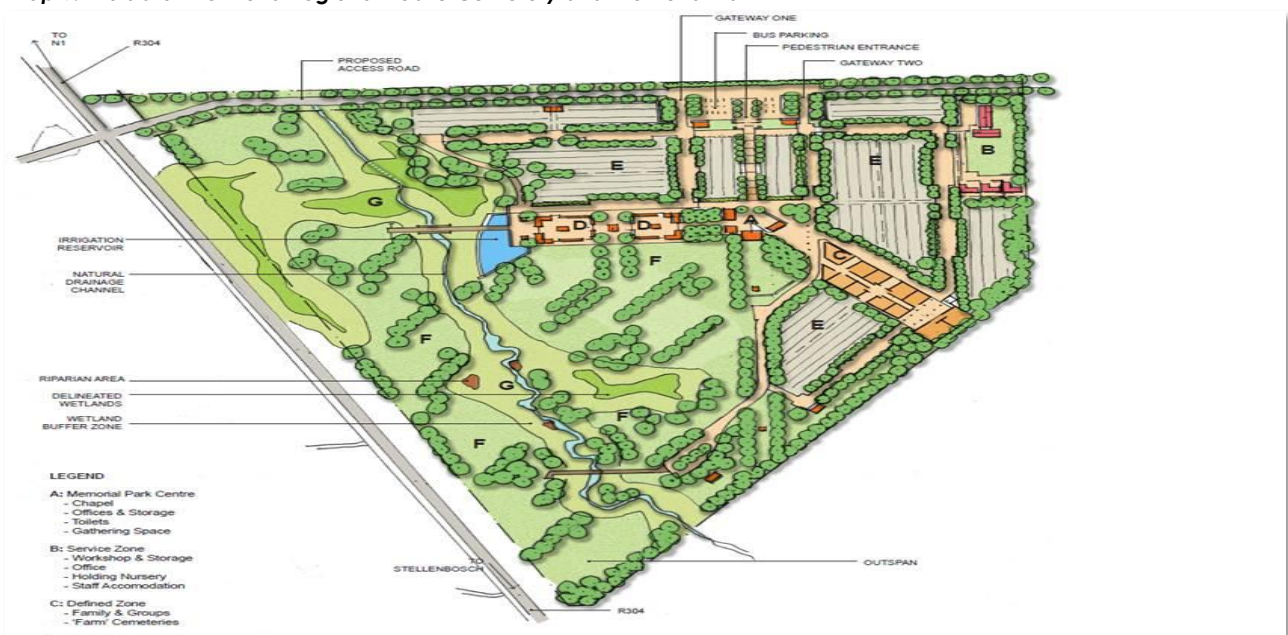 GATEWAY ONE
BUS PARKING
PEDESTRIAN ENTRANCE
GATEWAY TWO
TO
N1
R304
PROPOSED
ACCESS ROAD
E
E
B
G
D
D
A
IRRIGATION
RESERVOIR
C
F
NATURAL
DRAINAGE
CHANNEL
E
F
RIPARIAN AREA
G
DELINEATED
WETLANDS
WETLAND
BUFFER ZONE
F
F
LEGEND
A: Memorial Park Centre
- Chapel
- Offices & Storage
- Toilets
- Gathering Space
B: Service Zone
- Workshop & Storage
- Office
- Holding Nursery
- Staff Accomodation
C: Defined Zone
- Family & Groups
- 'Farm' Cemeteries
TO
STELLENBOSCH
OUTSPAN
R304